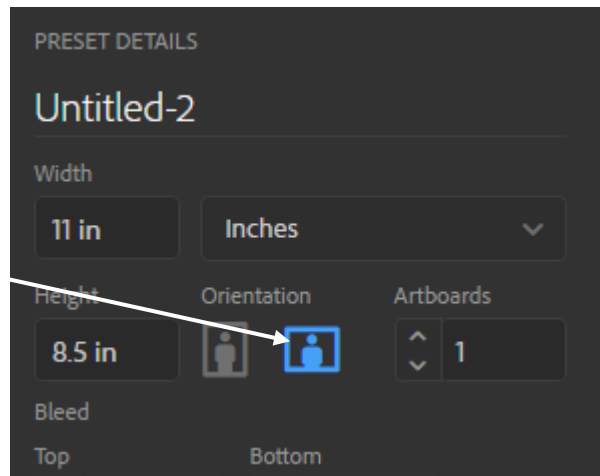 PRESET DETAILS
Untitled-2
Width
11 in Inches
Height Orientation Artboards
8.5 in 1
Bleed
Top Bottom